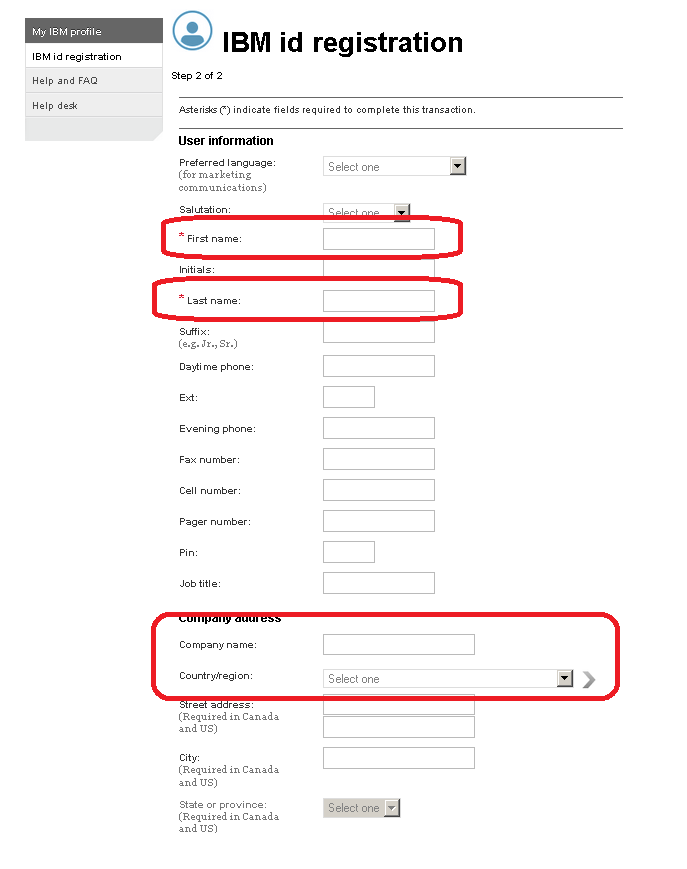 My IBM profile
IBM id registration
Help and FAQ
Help desk
IBM id registration
Step 2 of 2
Asterisks (*) indicate fields required to complete this transaction.
User information
Preferred language:
(for marketing
communications)
Select one
Salutation:
Select one
* First name:
Initials:
* Last name:
Suffix:
(e.g. Jr., Sr.)
Daytime phone:
Ext:
Evening phone:
Fax number:
Cell number:
Pager number:
Pin:
Job title:
Company address
Company name:
Country/region:
Select one
Street address:
(Required in Canada
and US)
City:
(Required in Canada
and US)
State or province:
(Required in Canada
and US)
Select one